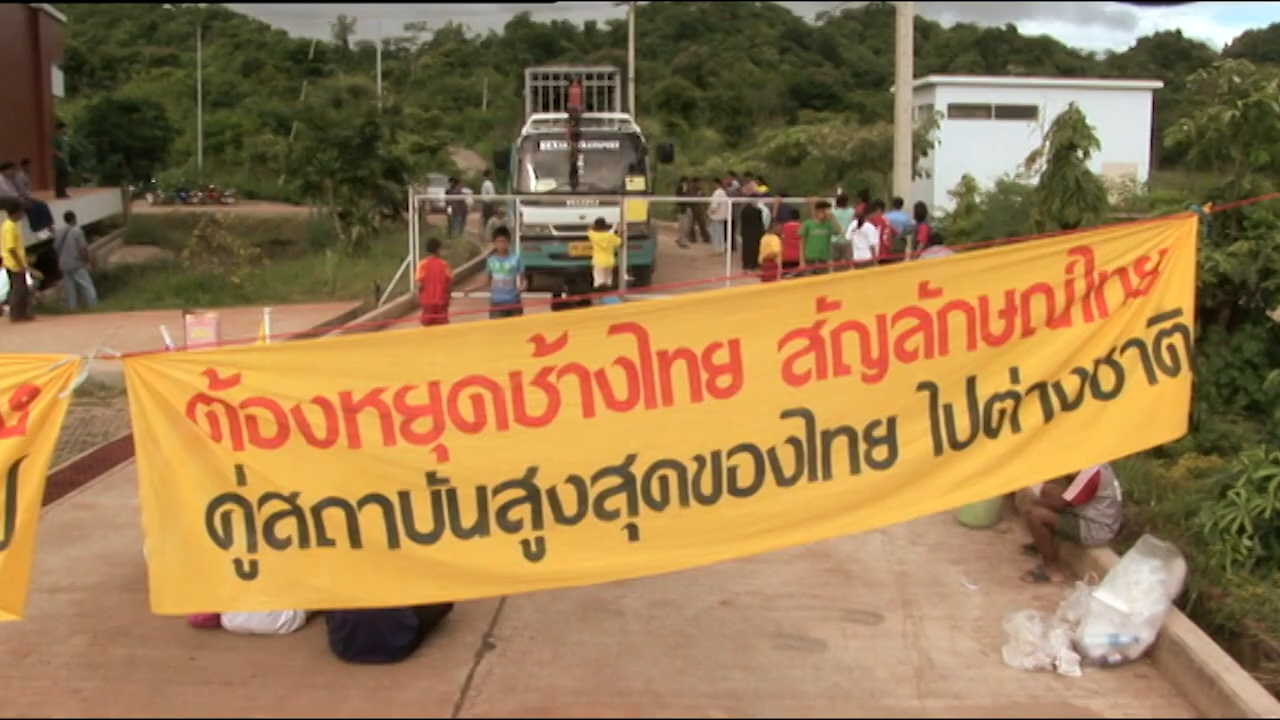 ต้องหยุดช้างไทย สัญลักษณ์ไทย
คู่สถาบันสูงสุดของไทย ไปต่างชาติ